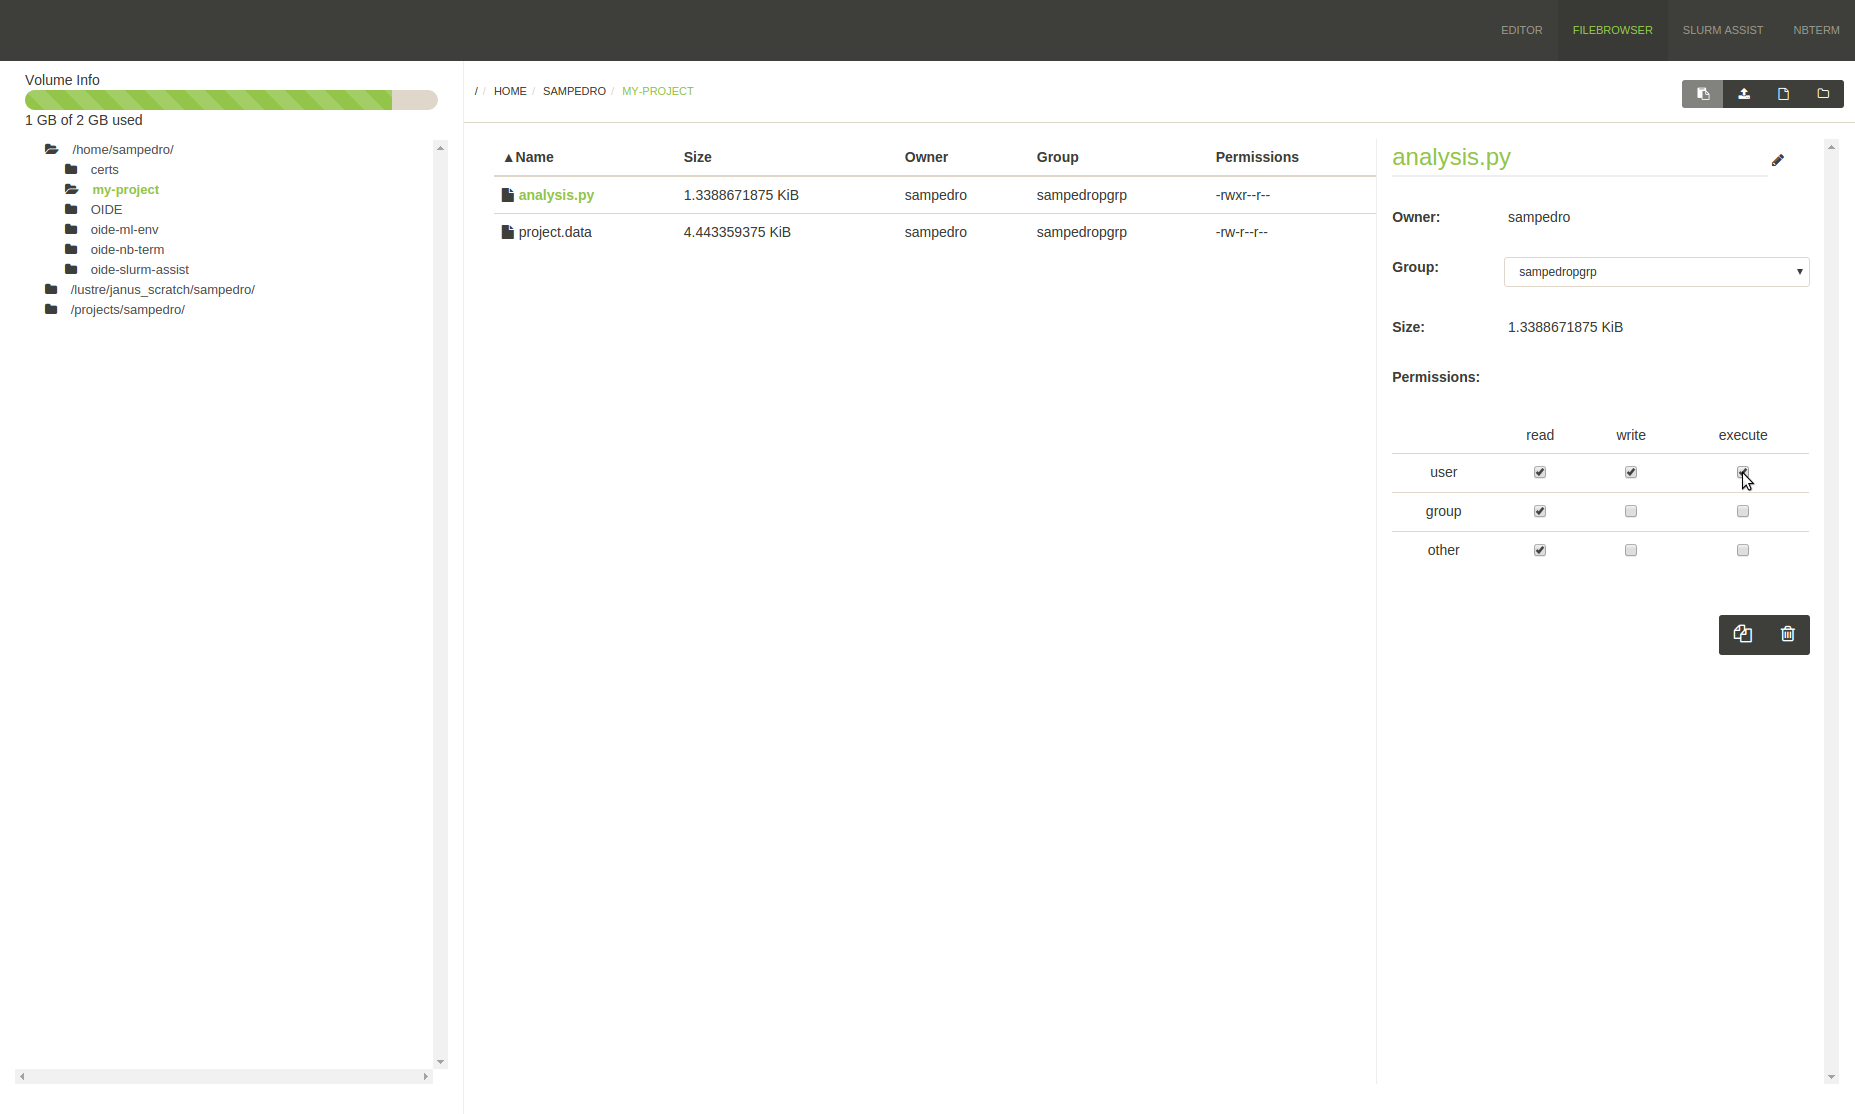 EDITOR FILEBROWSER SLURM ASSIST NBTERM
Volume Info
1 GB of 2 GB used
/home/sampedro/
certs
my-project
OIDE
oide-ml-env
oide-nb-term
oide-slurm-assist
/lustre/janus_scratch/sampedro/
/projects/sampedro/
/ / HOME / SAMPEDRO / MY-PROJECT
▲Name Size Owner Group Permissions
analysis.py 1.3388671875 KiB sampedro sampedropgrp -rwxr--r--
project.data 4.443359375 KiB sampedro sampedropgrp -rw-r--r--
analysis.py
Owner: sampedro
Group: sampedropgrp
Size: 1.3388671875 KiB
Permissions:
read write execute
user
group
other